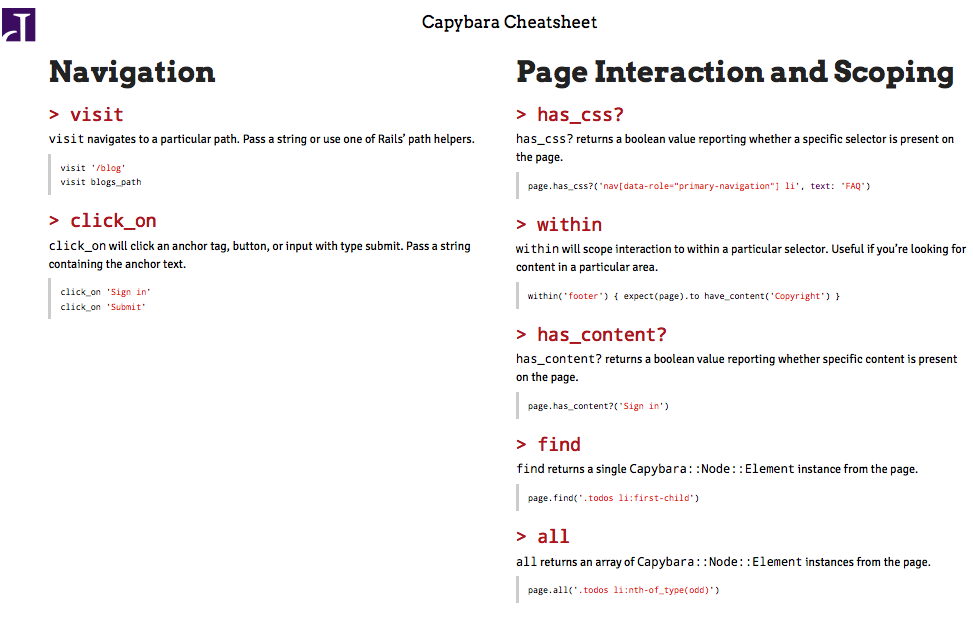 Capybara Cheatsheet
Navigation
> visit
visit navigates to a particular path. Pass a string or use one of Rails’ path helpers.
visit '/blog'
visit blogs_path
> click_on
click_on will click an anchor tag, button, or input with type submit. Pass a string
containing the anchor text.
click_on 'Sign in'
click_on 'Submit'
Page Interaction and Scoping
> has_css?
has_css? returns a boolean value reporting whether a specific selector is present on
the page.
page.has_css?('nav[data-role="primary-navigation"] li', text: 'FAQ')
> within
within will scope interaction to within a particular selector. Useful if you’re looking for
content in a particular area.
within('footer') { expect(page).to have_content('Copyright') }
> has_content?
has_content? returns a boolean value reporting whether specific content is present
on the page.
page.has_content?('Sign in')
> find
find returns a single Capybara::Node::Element instance from the page.
page.find('.todos li:first-child')
> all
all returns an array of Capybara::Node::Element instances from the page.
page.all('.todos li:nth-of_type(odd)')